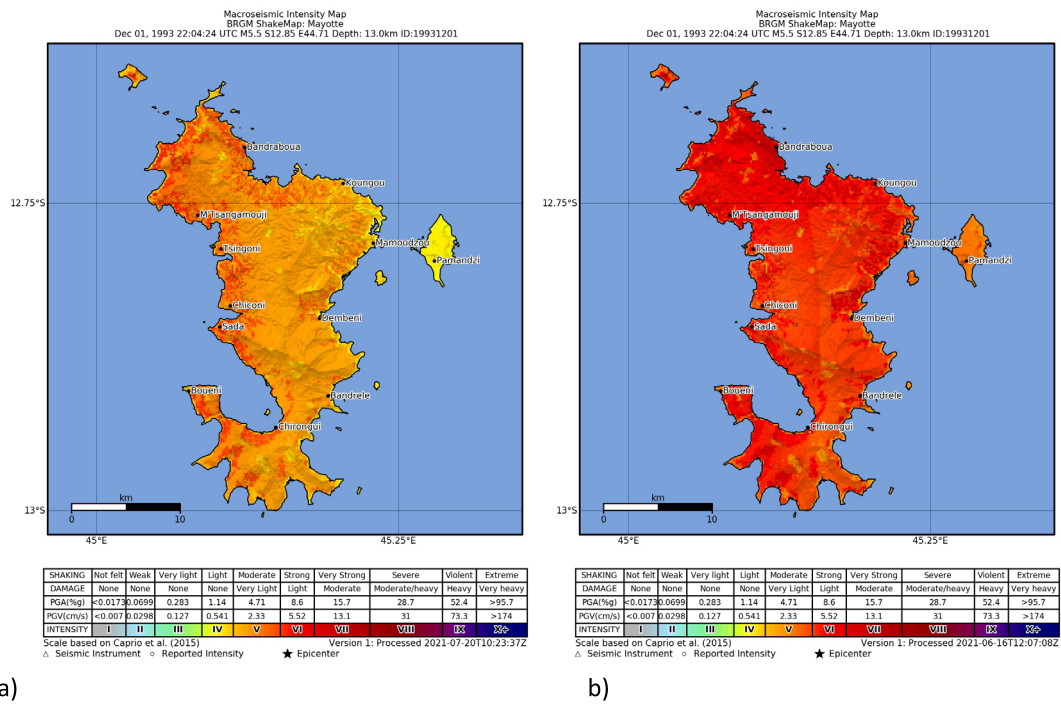 Macroseismic Intensity Map
BRGM ShakeMap: Mayotte
Dec 01, 1993 22:04:24 UTC M5.5 S12.85 E44.71 Depth: 13.0km ID:19931201
Bandraboua
Koungou
12.75°S
M'Tsangamouji
Mamoudzou
Tsingoni
Pamandzi
Chiconi
Dembeni
Sada
Boueni
Bandrele
Chirongui
km
0 10
13°S
45°E 45.25°E
SHAKING Not felt Weak Very light Light Moderate Strong Very Strong Severe Violent Extreme
DAMAGE None None None None Very Light Light Moderate Moderate/heavy Heavy Very heavy
PGA(%g) <0.0173 0.0699 0.283 1.14 4.71 8.6 15.7 28.7 52.4 >95.7
PGV(cm/s) <0.007 0.0298 0.127 0.541 2.33 5.52 13.1 31 73.3 >174
INTENSITY I II III IV V VI VII VIII IX X+
Scale based on Caprio et al. (2015) Version 1: Processed 2021-07-20T10:23:37Z
△ Seismic Instrument ○ Reported Intensity ★ Epicenter
a)
Macroseismic Intensity Map
BRGM ShakeMap: Mayotte
Dec 01, 1993 22:04:24 UTC M5.5 S12.85 E44.71 Depth: 13.0km ID:19931201
Bandraboua
Koungou
12.75°S
M'Tsangamouji
Mamoudzou
Tsingoni
Pamandzi
Chiconi
Dembeni
Sada
Boueni
Bandrele
Chirongui
km
0 10
13°S
45°E 45.25°E
SHAKING Not felt Weak Very light Light Moderate Strong Very Strong Severe Violent Extreme
DAMAGE None None None None Very Light Light Moderate Moderate/heavy Heavy Very heavy
PGA(%g) <0.0173 0.0699 0.283 1.14 4.71 8.6 15.7 28.7 52.4 >95.7
PGV(cm/s) <0.007 0.0298 0.127 0.541 2.33 5.52 13.1 31 73.3 >174
INTENSITY I II III IV V VI VII VIII IX X+
Scale based on Caprio et al. (2015) Version 1: Processed 2021-06-16T12:07:08Z
△ Seismic Instrument ○ Reported Intensity ★ Epicenter
b)